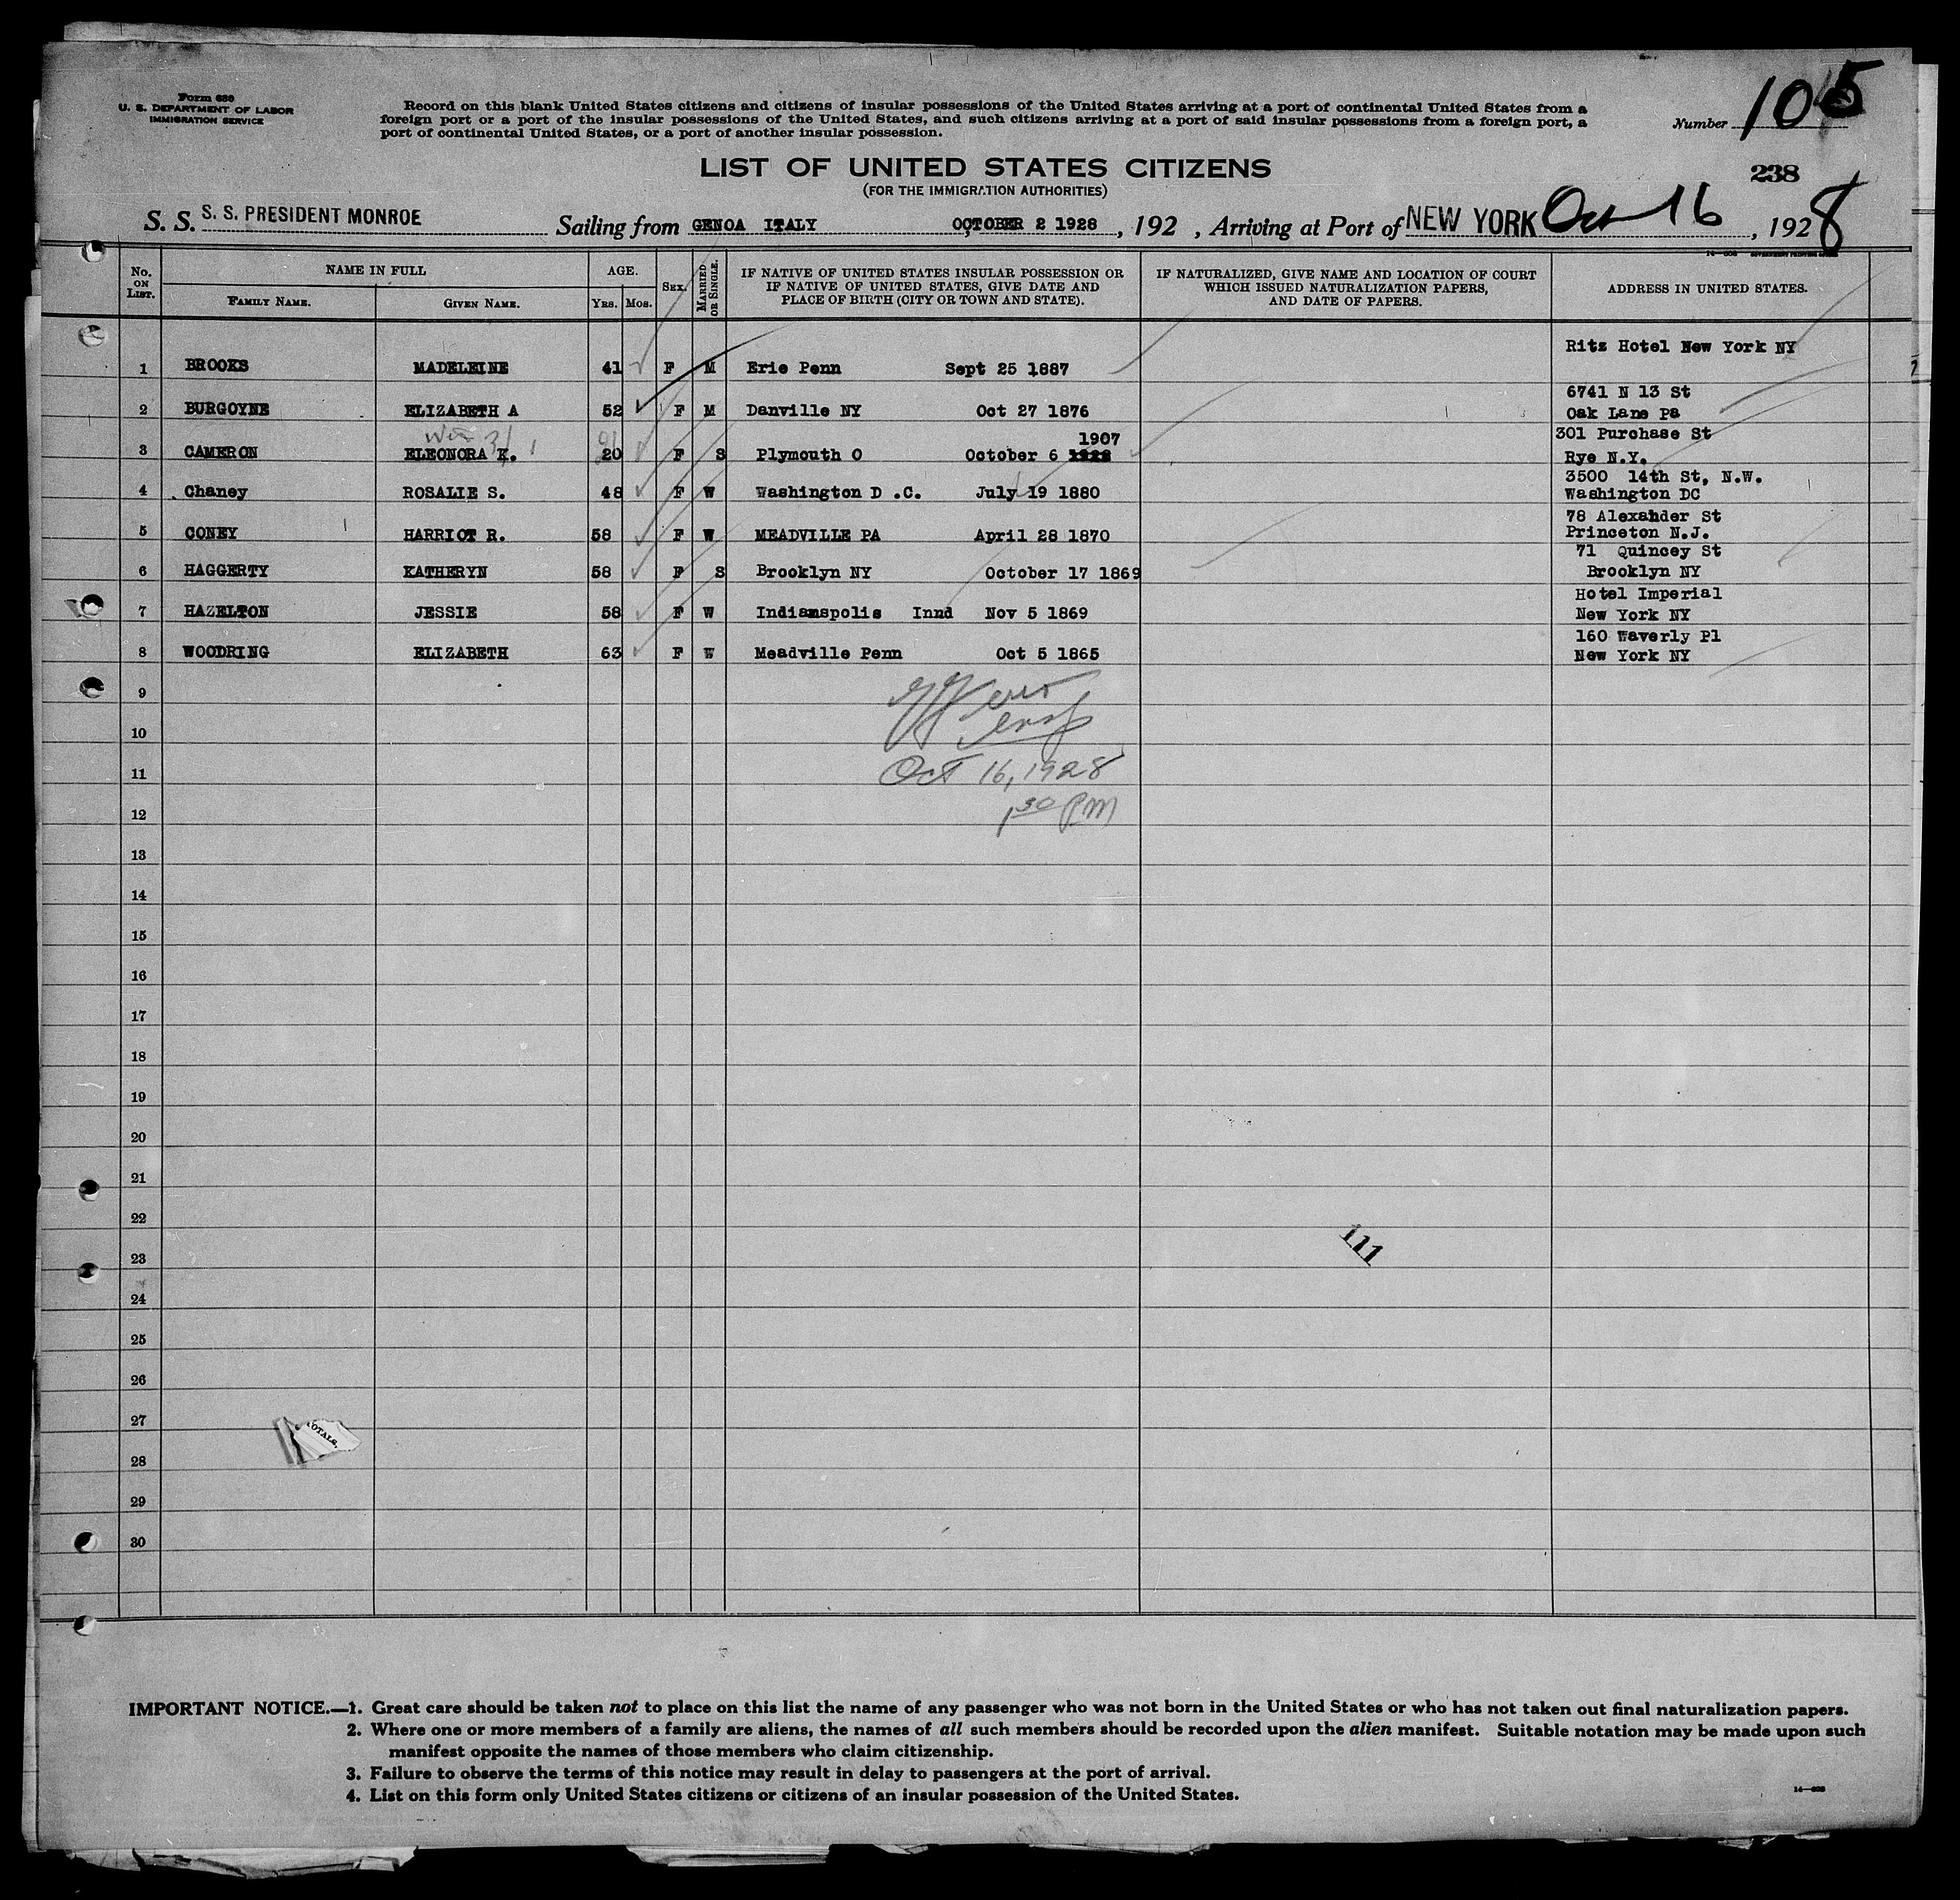 Form 630
U. S. DEPARTMENT OF LABOR
IMMIGRATION SERVICE
Record on this blank United States citizens and citizens of insular possessions of the United States arriving at a port of continental United States from a
foreign port or a port of the insular possessions of the United States, and such citizens arriving at a port of said insular possessions from a foreign port, a
port of continental United States, or a port of another insular possession.
Number 105
LIST OF UNITED STATES CITIZENS
(FOR THE IMMIGRATION AUTHORITIES)
238
S. S. S. S. PRESIDENT MONROE Sailing from GENOA ITALY OCTOBER 2 1928, 192 , Arriving at Port of NEW YORK Oct 16, 1928
No. ON LIST. NAME IN FULL FAMILY NAME. GIVEN NAME. AGE. YRS. MOS. SEX. MARRIED OR SINGLE. IF NATIVE OF UNITED STATES INSULAR POSSESSION OR IF NATIVE OF UNITED STATES, GIVE DATE AND PLACE OF BIRTH (CITY OR TOWN AND STATE). IF NATURALIZED, GIVE NAME AND LOCATION OF COURT WHICH ISSUED NATURALIZATION PAPERS, AND DATE OF PAPERS. ADDRESS IN UNITED STATES.
1 BROOKS MADELEINE 41 F M Erie Penn Sept 25 1887 Ritz Hotel New York NY
2 BURGOYNE ELIZABETH A 52 F M Danville NY Oct 27 1876 6741 N 13 St
Oak Lane Pa
3 CAMERON ELEONORA K. 20 F S Plymouth O October 6 1907 301 Purchase St
Rye N.Y.
4 Chaney ROSALIE S. 48 F W Washington D .C. July 19 1880 3500 14th St, N.W.
Washington DC
5 CONEY HARRIOT R. 58 F W MEADVILLE PA April 28 1870 78 Alexander St
Princeton N.J.
6 HAGGERTY KATHERYN 58 F S Brooklyn NY October 17 1869 71 Quincey St
Brooklyn NY
7 HAZELTON JESSIE 58 F W Indianspolis Innd Nov 5 1869 Hotel Imperial
New York NY
8 WOODRING ELIZABETH 63 F W Meadville Penn Oct 5 1865 160 Waverly Pl
New York NY
9
10
Oct 16, 1928
11
1 30 PM
12
13
14
15
16
17
18
19
20
21
22
111
23
24
25
26
27
OTALS.
28
29
30
IMPORTANT NOTICE.—1. Great care should be taken not to place on this list the name of any passenger who was not born in the United States or who has not taken out final naturalization papers.
2. Where one or more members of a family are aliens, the names of all such members should be recorded upon the alien manifest. Suitable notation may be made upon such
manifest opposite the names of those members who claim citizenship.
3. Failure to observe the terms of this notice may result in delay to passengers at the port of arrival.
4. List on this form only United States citizens or citizens of an insular possession of the United States.